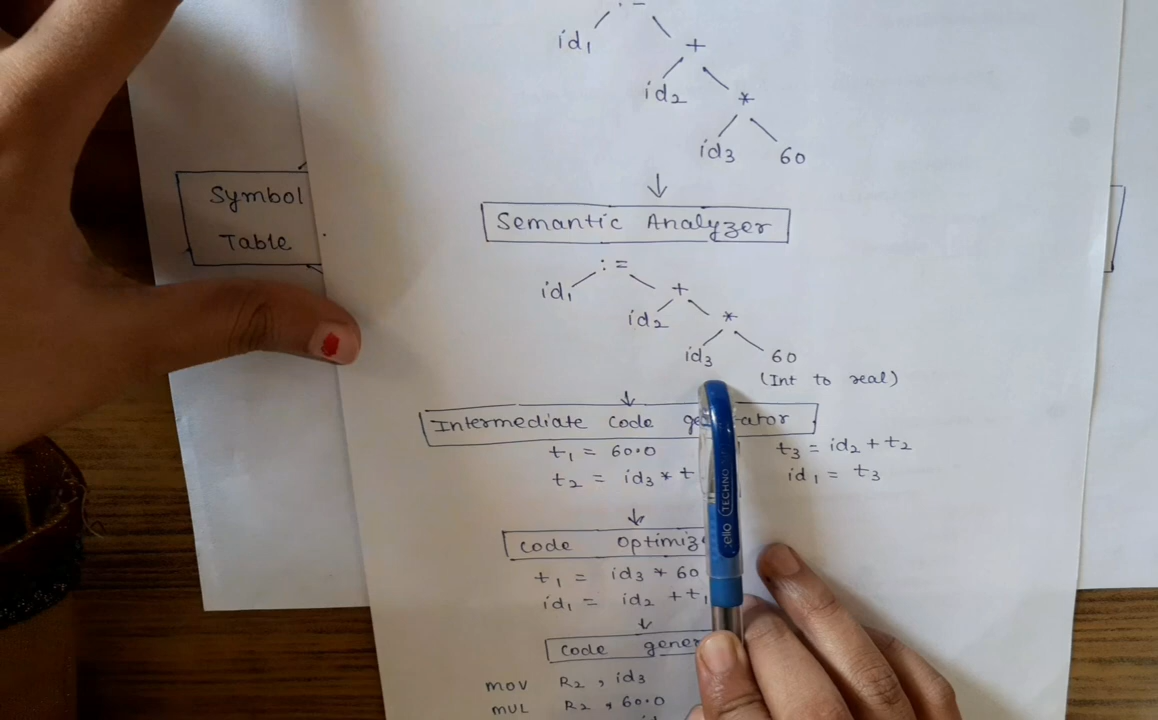 id₁
+
id₂
*
id₃ 60
Symbol
Table
Semantic Analyzer
:=
id₁ +
id₂ *
id₃ 60
(Int to real)
Intermediate Code
t₁ = 60.0 t₃ = id₂ + t₂
t₂ = id₃ * t id₁ = t₃
Code
t₁ = id₃ * 60
id₁ = id₂ + t₁
Code
MOV R₂, id₃
MUL R₂, 60.0
cello TECHNO